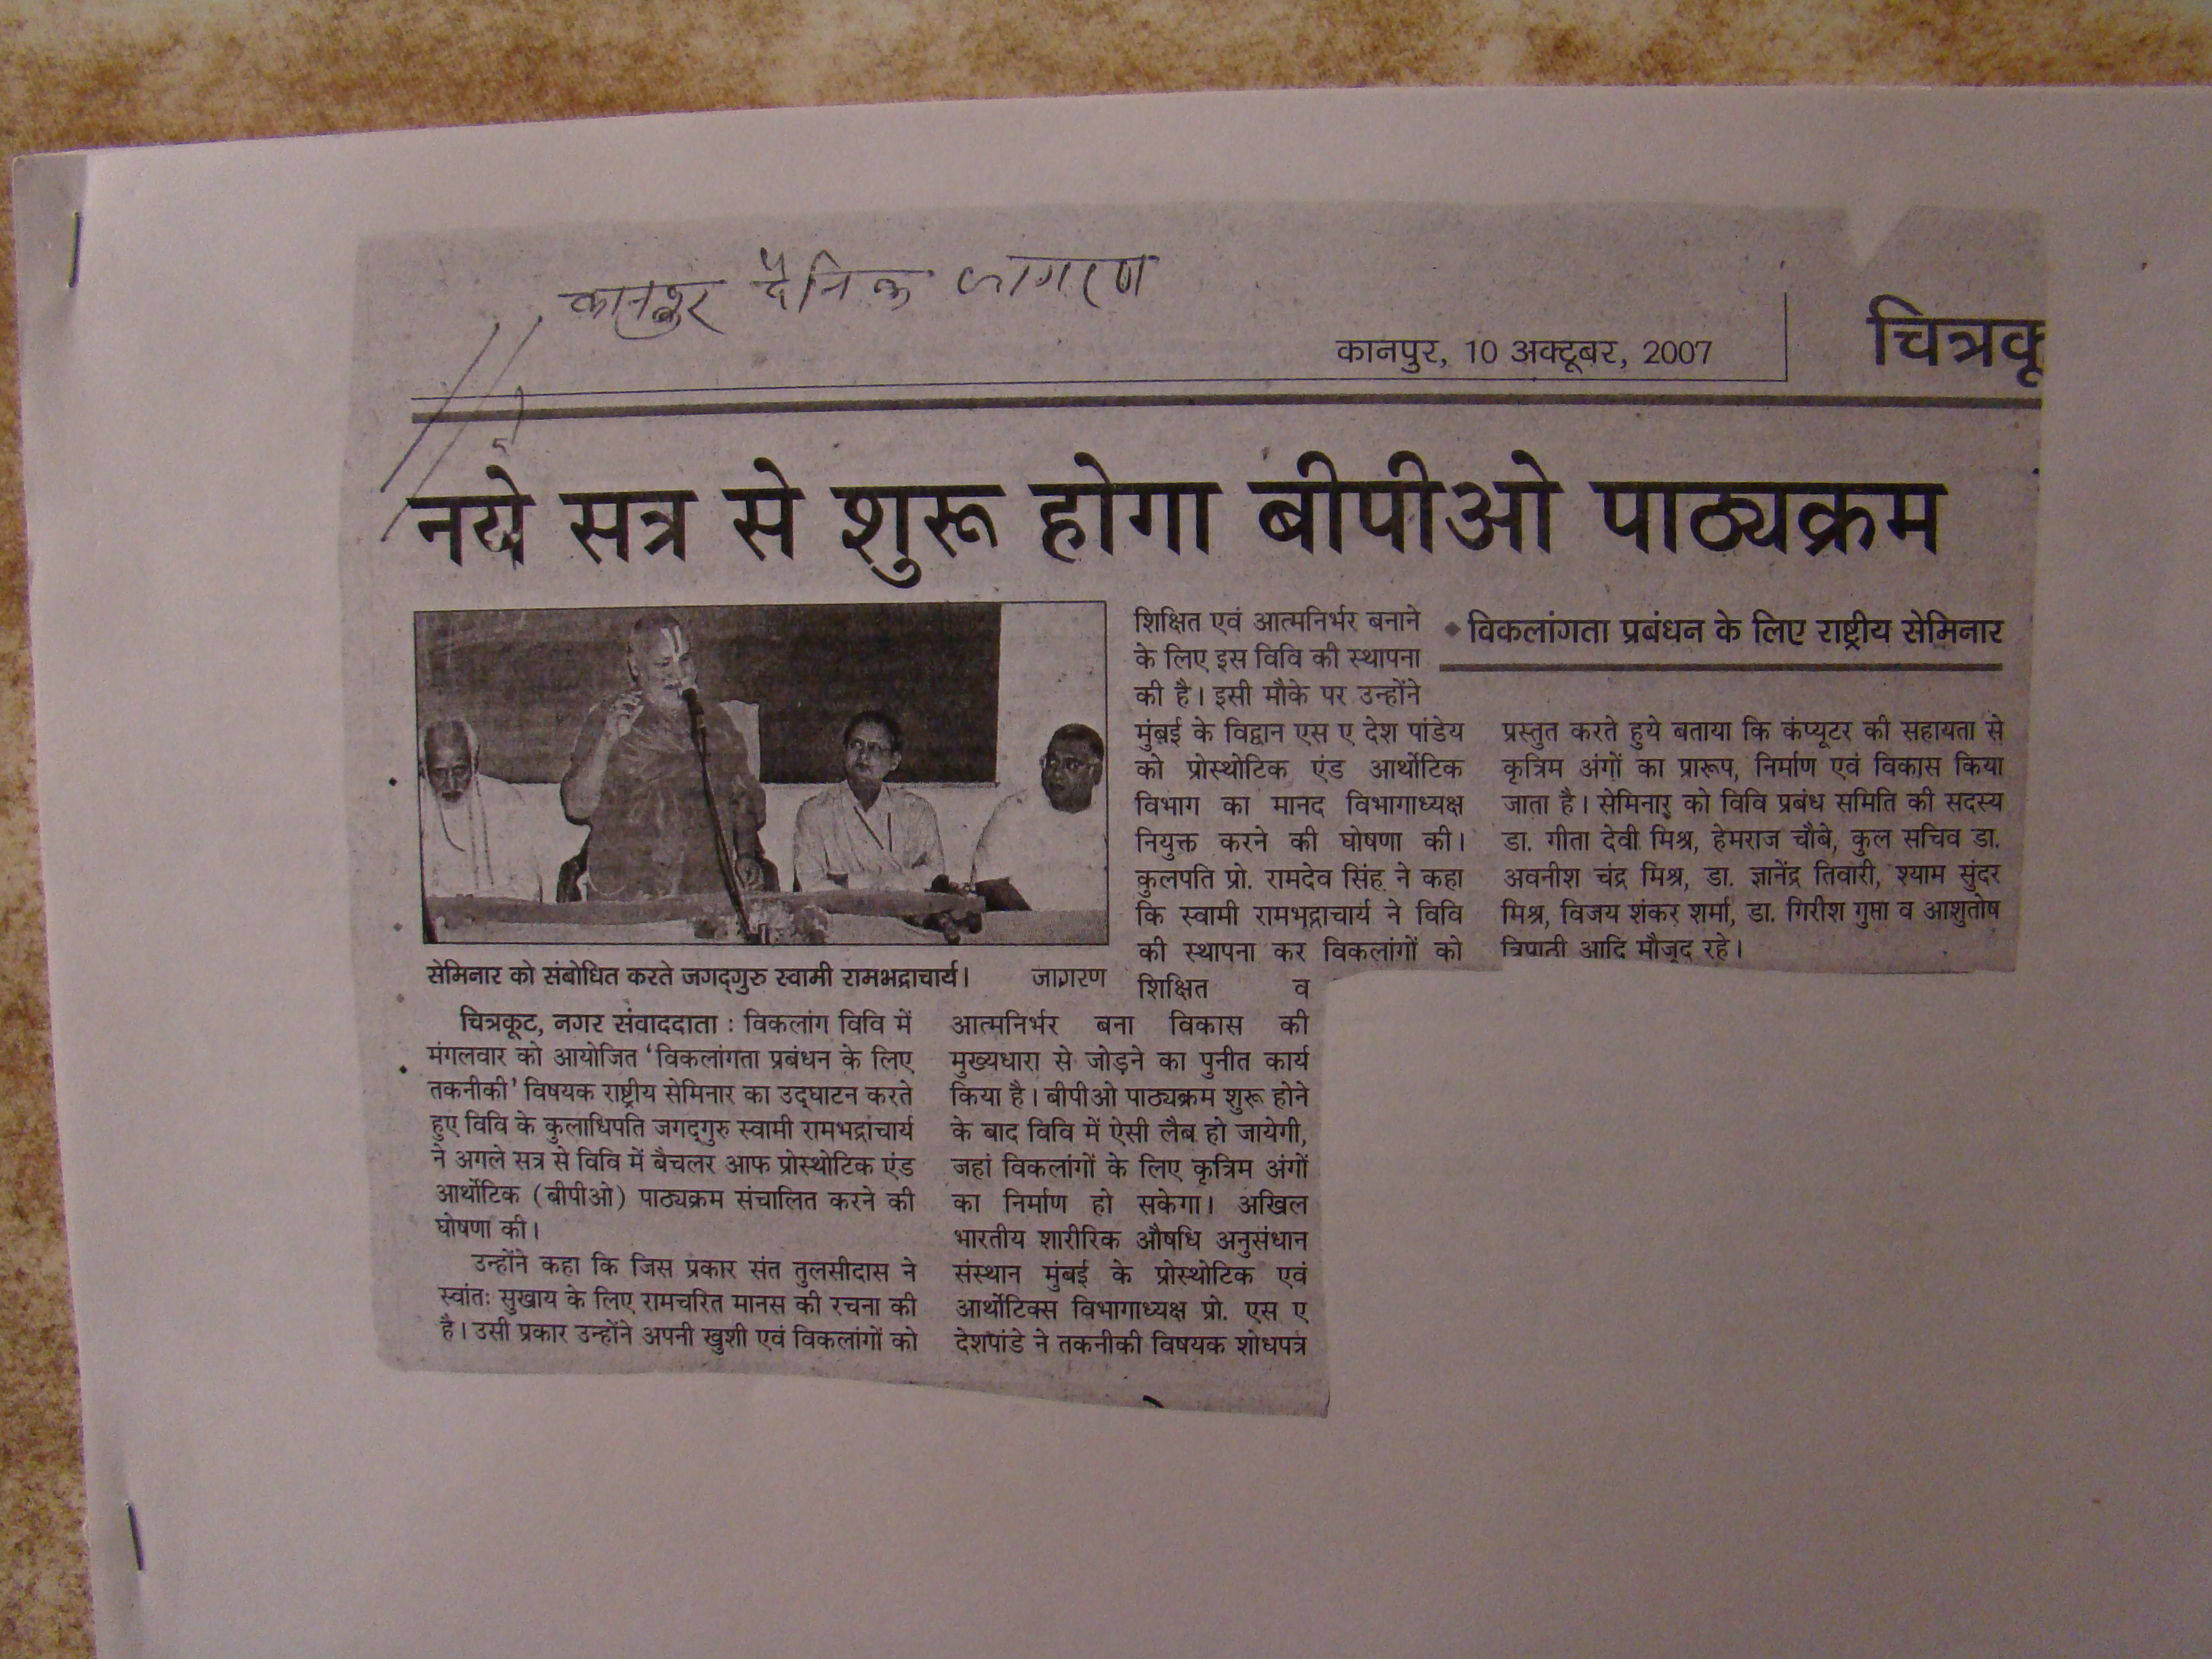 कानपुर दैनिक जागरण
कानपुर, 10 अक्टूबर, 2007
चित्रकू
नये सत्र से शुरू होगा बीपीओ पाठ्यक्रम
• विकलांगता प्रबंधन के लिए राष्ट्रीय सेमिनार
सेमिनार को संबोधित करते जगद्गुरु स्वामी रामभद्राचार्य। जागरण
चित्रकूट, नगर संवाददाता : विकलांग विवि में
मंगलवार को आयोजित ‘विकलांगता प्रबंधन के लिए
तकनीकी’ विषयक राष्ट्रीय सेमिनार का उद्घाटन करते
हुए विवि के कुलाधिपति जगद्गुरु स्वामी रामभद्राचार्य
ने अगले सत्र से विवि में बैचलर आफ प्रोस्थोटिक एंड
आर्थोटिक (बीपीओ) पाठ्यक्रम संचालित करने की
घोषणा की।
उन्होंने कहा कि जिस प्रकार संत तुलसीदास ने
स्वांतः सुखाय के लिए रामचरित मानस की रचना की
है। उसी प्रकार उन्होंने अपनी खुशी एवं विकलांगों को
शिक्षित एवं आत्मनिर्भर बनाने
के लिए इस विवि की स्थापना
की है। इसी मौके पर उन्होंने
मुंबई के विद्वान एस ए देश पांडेय
को प्रोस्थोटिक एंड आर्थोटिक
विभाग का मानद विभागाध्यक्ष
नियुक्त करने की घोषणा की।
कुलपति प्रो. रामदेव सिंह ने कहा
कि स्वामी रामभद्राचार्य ने विवि
की स्थापना कर विकलांगों को
शिक्षित व
आत्मनिर्भर बना विकास की
मुख्यधारा से जोड़ने का पुनीत कार्य
किया है। बीपीओ पाठ्यक्रम शुरू होने
के बाद विवि में ऐसी लैब हो जायेगी,
जहां विकलांगों के लिए कृत्रिम अंगों
का निर्माण हो सकेगा। अखिल
भारतीय शारीरिक औषधि अनुसंधान
संस्थान मुंबई के प्रोस्थोटिक एवं
आर्थोटिक्स विभागाध्यक्ष प्रो. एस ए
देशपांडे ने तकनीकी विषयक शोधपत्र
प्रस्तुत करते हुये बताया कि कंप्यूटर की सहायता से
कृत्रिम अंगों का प्रारूप, निर्माण एवं विकास किया
जाता है। सेमिनार को विवि प्रबंध समिति की सदस्य
डा. गीता देवी मिश्र, हेमराज चौबे, कुल सचिव डा.
अवनीश चंद्र मिश्र, डा. ज्ञानेंद्र तिवारी, श्याम सुंदर
मिश्र, विजय शंकर शर्मा, डा. गिरीश गुप्ता व आशुतोष
त्रिपाठी आदि मौजूद रहे।